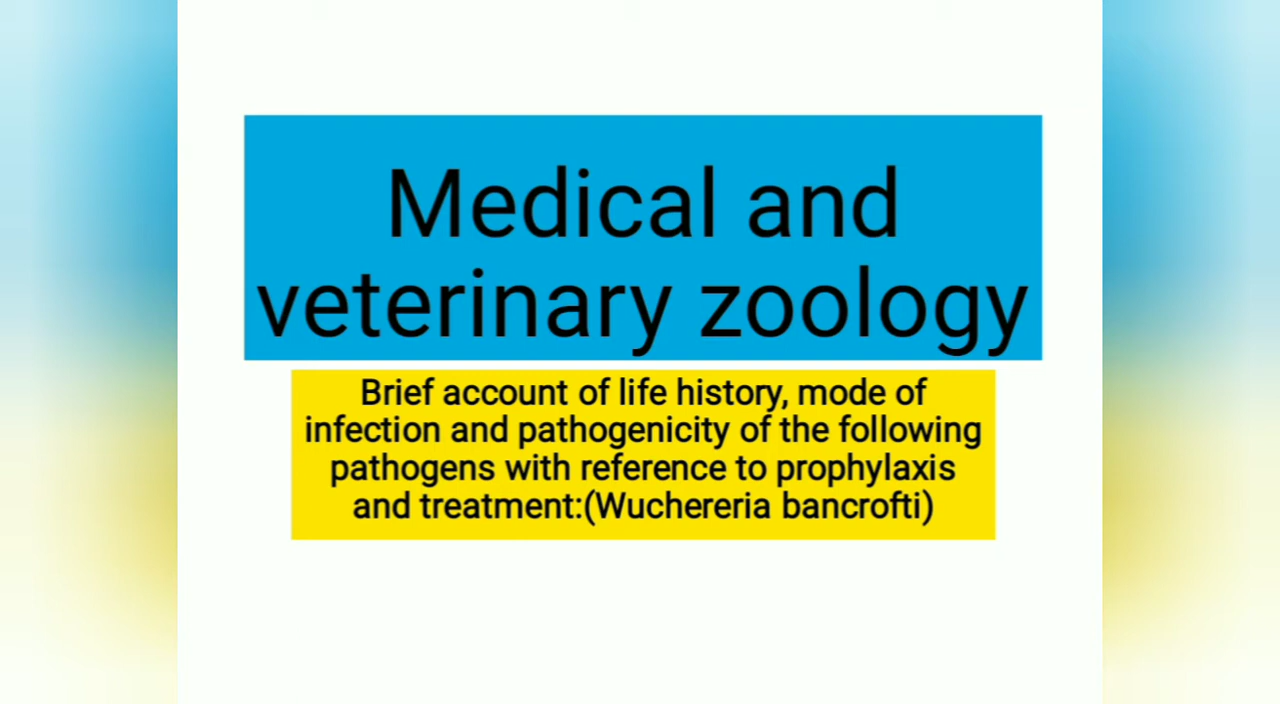 Medical and
veterinary zoology
Brief account of life history, mode of
infection and pathogenicity of the following
pathogens with reference to prophylaxis
and treatment:(Wuchereria bancrofti)